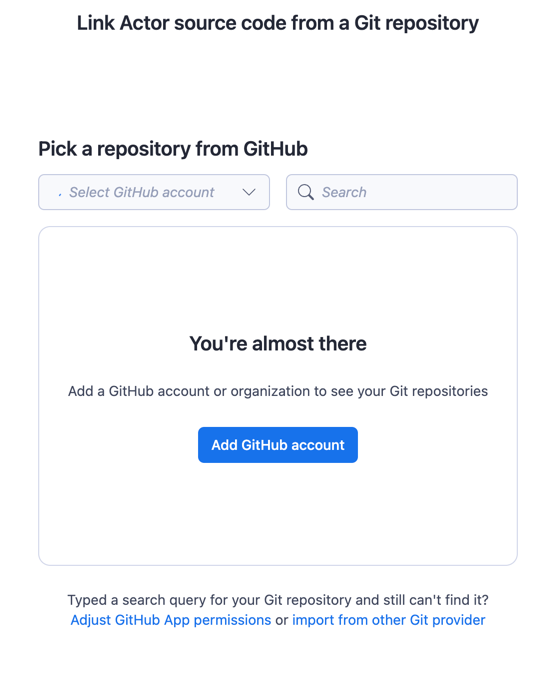 Link Actor source code from a Git repository
Pick a repository from GitHub
Select GitHub account
Search
You're almost there
Add a GitHub account or organization to see your Git repositories
Add GitHub account
Typed a search query for your Git repository and still can't find it?
Adjust GitHub App permissions or import from other Git provider